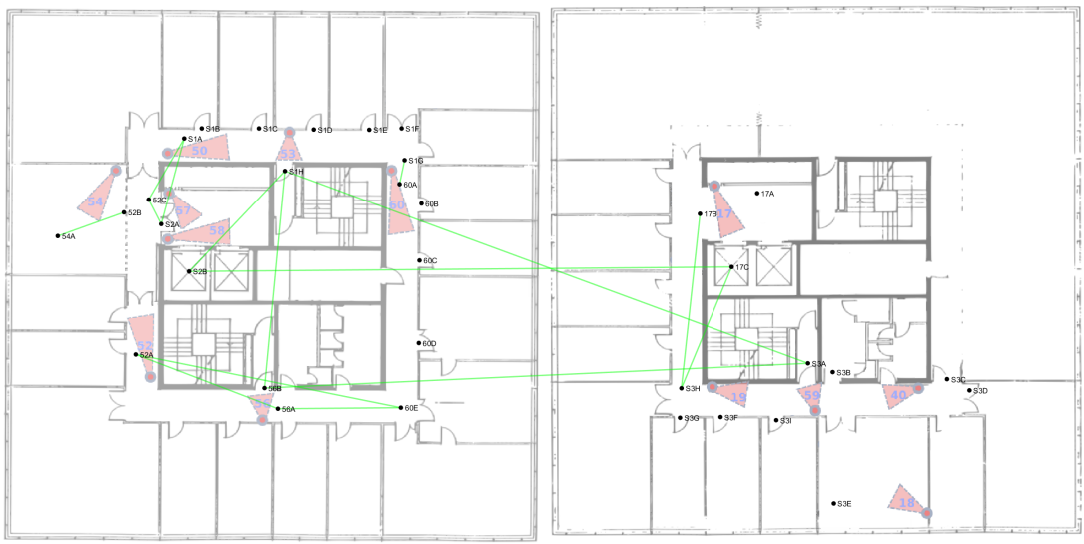 S1B
S1C
S1D
S1E
S1F
S1A
50
53
S1G
S1H
54
60A
60
52C
57
60B
52B
S2A
58
54A
60C
S2B
60D
52
52A
56B
56A
60E
17A
17
17C
S3A
S3B
S3C
S3H
19
59
40
S3D
S3G
S3F
S3I
S3E
18